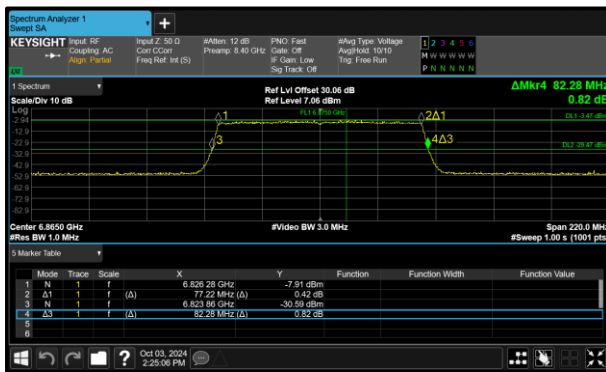 Spectrum Analyzer 1
Swept SA
+
KEYSIGHT Input: RF Input Z: 50 Ω #Atten: 12 dB PNO: Fast #Avg Type: Voltage 1 2 3 4 5 6
Coupling: AC Corr CCorr Preamp: 8.40 GHz Gate: Off Avg|Hold: 10/10 M W W W W W
Align: Partial Freq Ref: Int (S) IF Gain: Low Trig: Free Run P N N N N N
Sig Track: Off
1 Spectrum Ref Lvl Offset 30.06 dB ΔMkr4 82.28 MHz
Scale/Div 10 dB Ref Level 7.06 dBm 0.82 dB
Log
-2.94 1 2Δ1 DL1 -3.47 dBm
-12.9
-22.9 3 4Δ3 DL2 -29.47 dBm
-32.9
-42.9
-52.9
-62.9
-72.9
-82.9
Center 6.8650 GHz #Video BW 3.0 MHz Span 220.0 MHz
#Res BW 1.0 MHz #Sweep 1.00 s (1001 pts)
5 Marker Table
Mode Trace Scale X Y Function Function Width Function Value
1 N 1 f 6.826 28 GHz -7.91 dBm
2 Δ1 1 f (Δ) 77.22 MHz (Δ) 0.42 dB
3 N 1 f 6.823 86 GHz -30.59 dBm
4 Δ3 1 f (Δ) 82.28 MHz (Δ) 0.82 dB
5
6
? Oct 03, 2024
2:25:06 PM